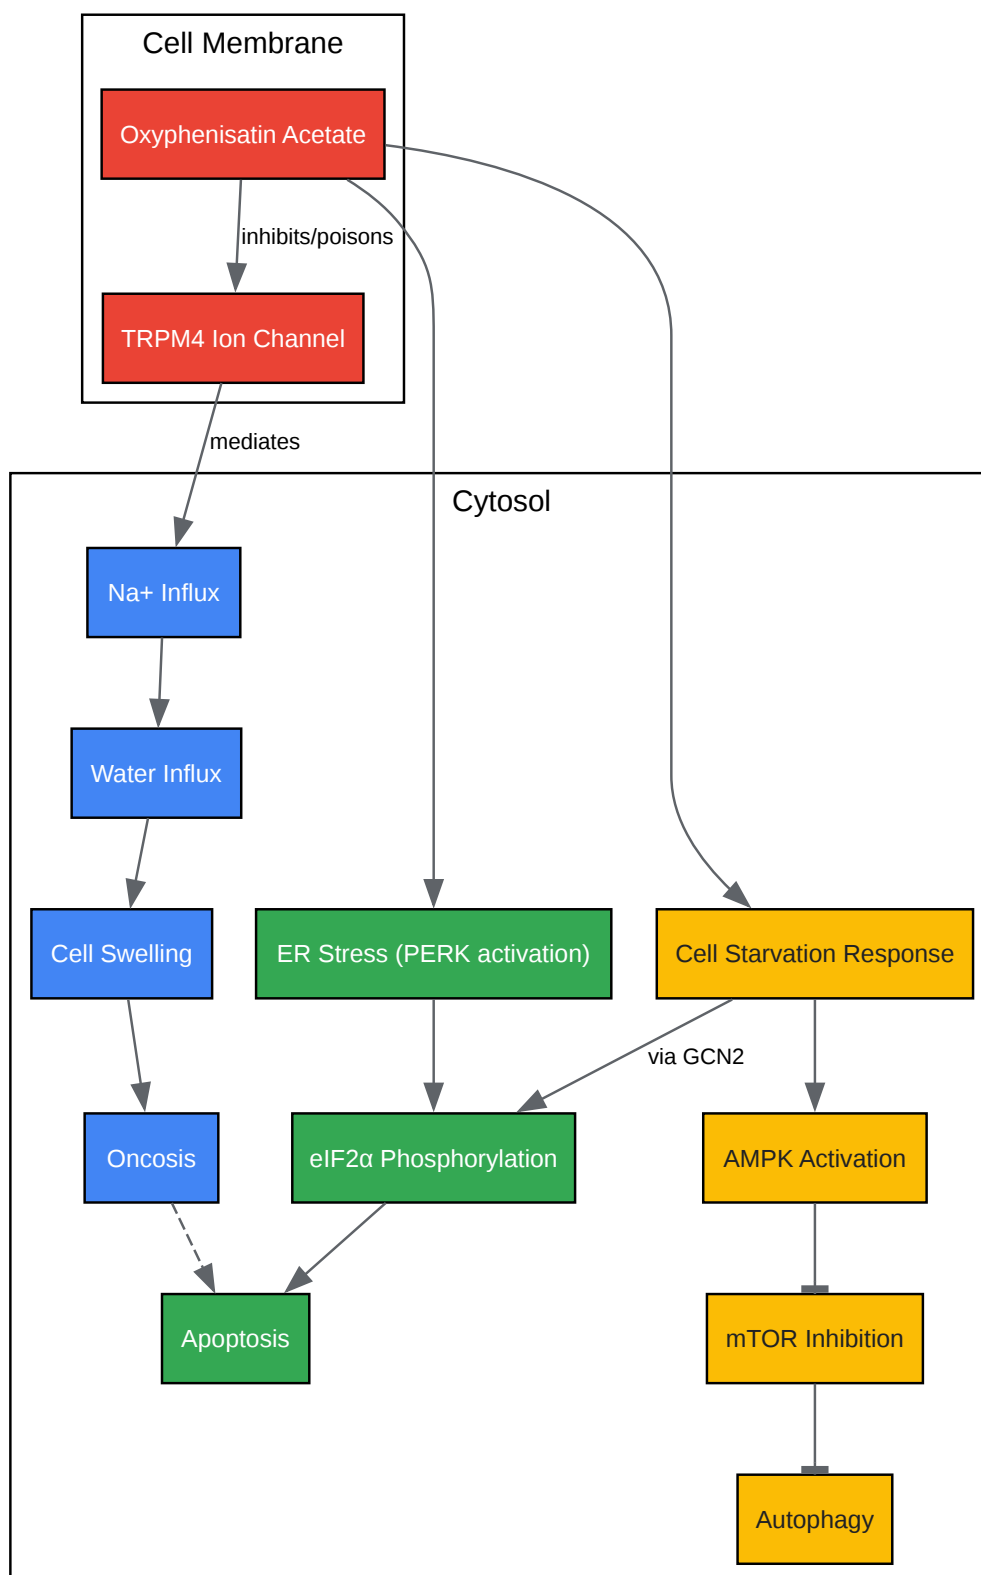 Cell Membrane
Oxyphenisatin Acetate
inhibits/poisons
TRPM4 Ion Channel
mediates
Cytosol
Na+ Influx
Water Influx
Cell Swelling
ER Stress (PERK activation)
Cell Starvation Response
via GCN2
Oncosis
eIF2α Phosphorylation
AMPK Activation
Apoptosis
mTOR Inhibition
Autophagy